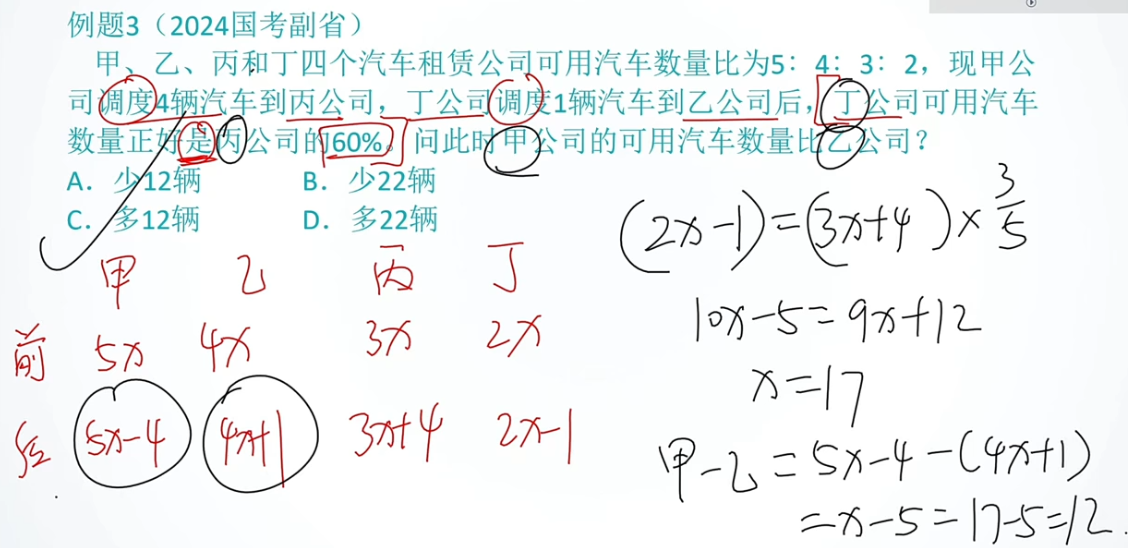 例题3（2024国考副省）
甲、乙、丙和丁四个汽车租赁公司可用汽车数量比为5：4：3：2，现甲公
司调度4辆汽车到丙公司，丁公司调度1辆汽车到乙公司后，丁公司可用汽车
数量正好是丙公司的60%。问此时甲公司的可用汽车数量比乙公司？
A. 少12辆 B. 少22辆
C. 多12辆 D. 多22辆
甲 乙 丙 丁
前 5x 4x 3x 2x
后 5x-4 4x+1 3x+4 2x-1
(2x-1)=(3x+4)×3/5
10x-5=9x+12
x=17
甲-乙=5x-4-(4x+1)
=x-5=17-5=12.